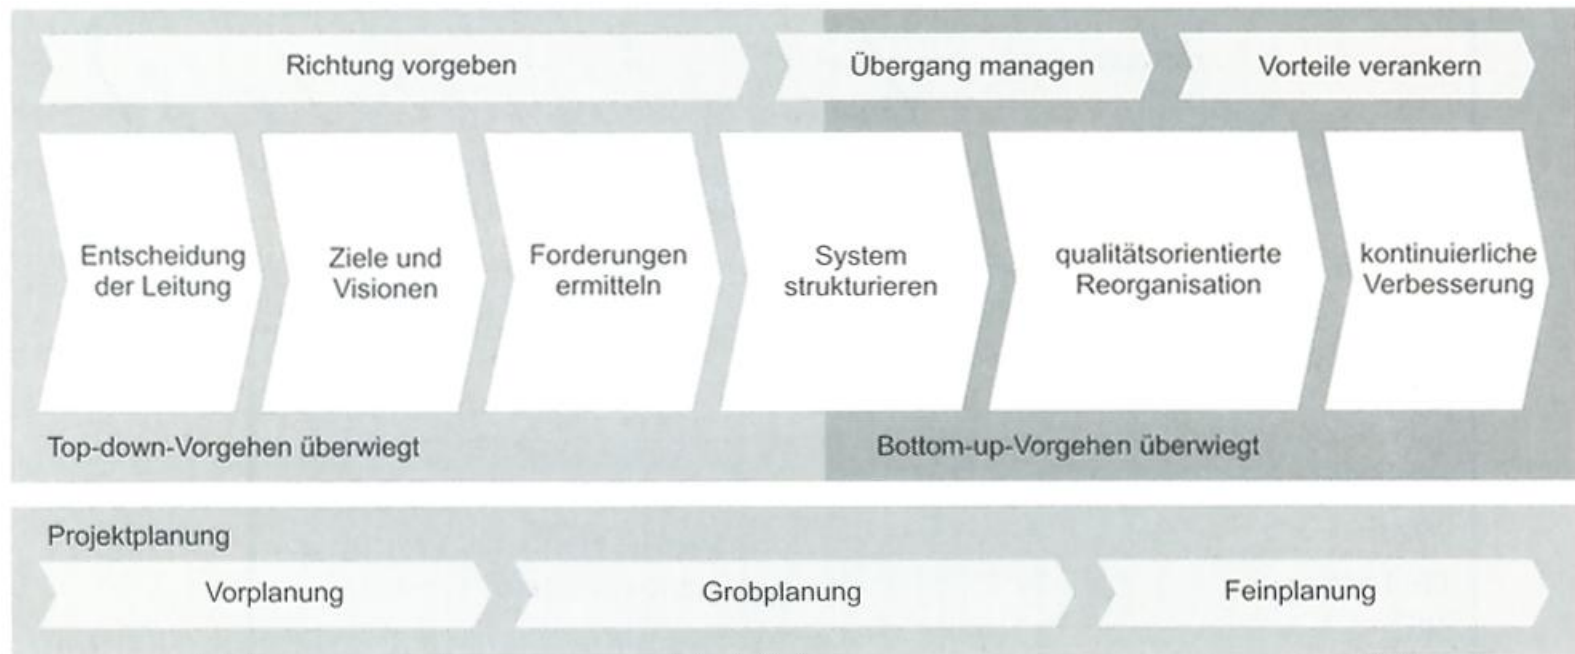 Richtung vorgeben
Übergang managen
Vorteile verankern
Entscheidung
der Leitung
Ziele und
Visionen
Forderungen
ermitteln
System
strukturieren
qualitätsorientierte
Reorganisation
kontinuierliche
Verbesserung
Top-down-Vorgehen überwiegt
Bottom-up-Vorgehen überwiegt
Projektplanung
Vorplanung
Grobplanung
Feinplanung